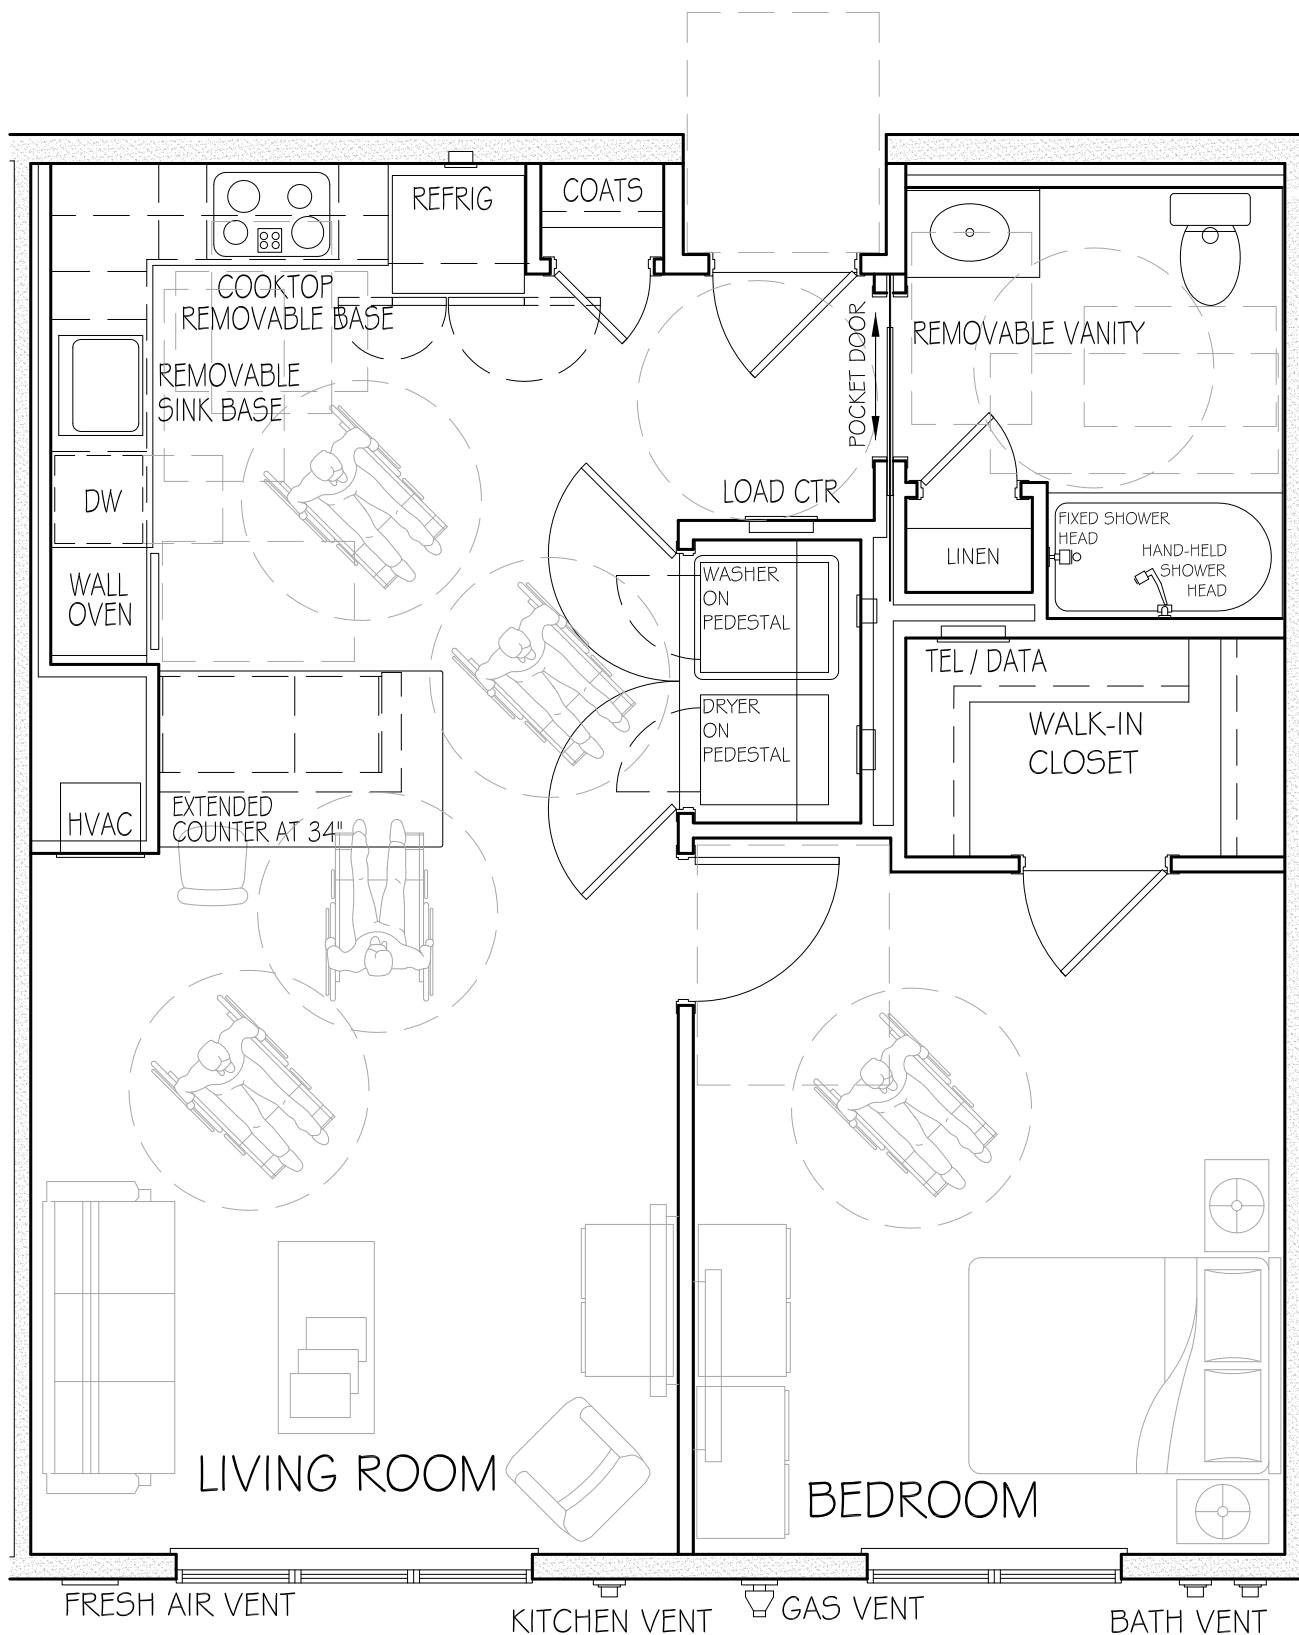 REFRIG
COATS
COOKTOP
REMOVABLE BASE
POCKET DOOR
REMOVABLE VANITY
REMOVABLE
SINK BASE
DW
LOAD CTR
FIXED SHOWER
HEAD
HAND-HELD
SHOWER
HEAD
LINEN
WALL
OVEN
WASHER
ON
PEDESTAL
TEL / DATA
DRYER
ON
PEDESTAL
WALK-IN
CLOSET
HVAC
EXTENDED
COUNTER AT 34"
LIVING ROOM
BEDROOM
FRESH AIR VENT
KITCHEN VENT
GAS VENT
BATH VENT